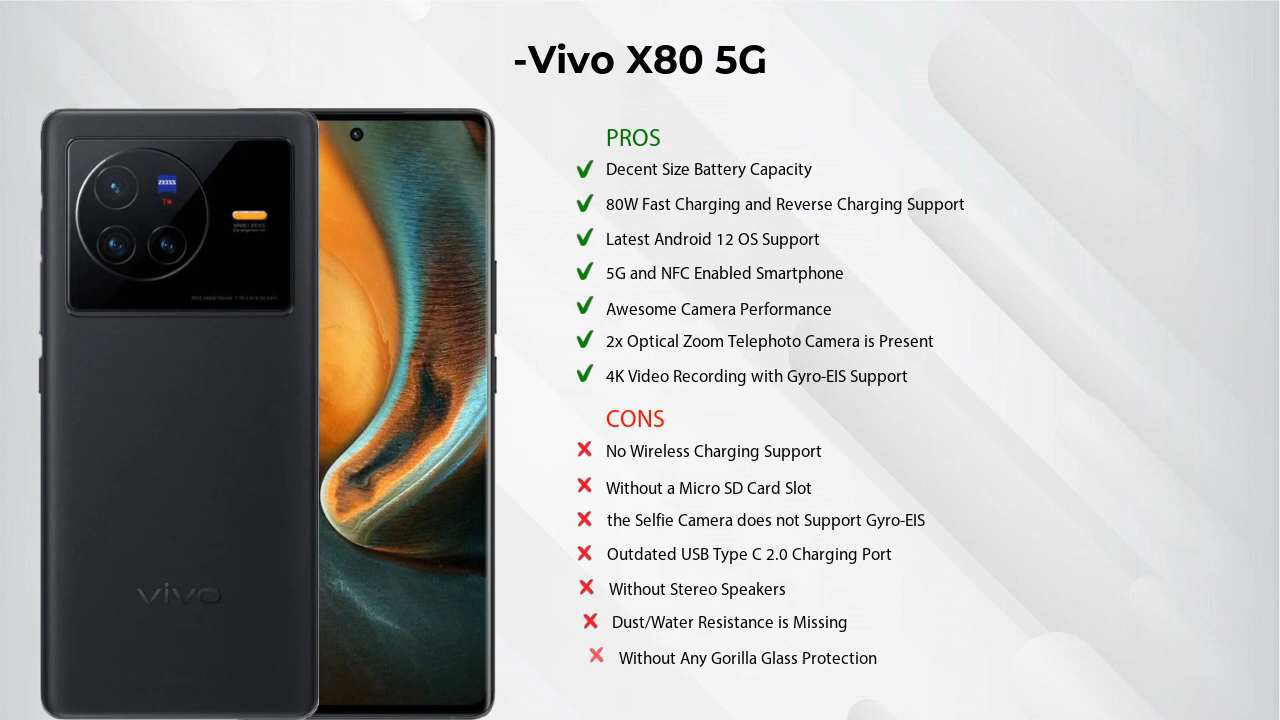 -Vivo X80 5G
ZEISS
T*
vivo | ZEISS
Co-engineered
vivo
PROS
Decent Size Battery Capacity
80W Fast Charging and Reverse Charging Support
Latest Android 12 OS Support
5G and NFC Enabled Smartphone
Awesome Camera Performance
2x Optical Zoom Telephoto Camera is Present
4K Video Recording with Gyro-EIS Support
CONS
No Wireless Charging Support
Without a Micro SD Card Slot
the Selfie Camera does not Support Gyro-EIS
Outdated USB Type C 2.0 Charging Port
Without Stereo Speakers
Dust/Water Resistance is Missing
Without Any Gorilla Glass Protection